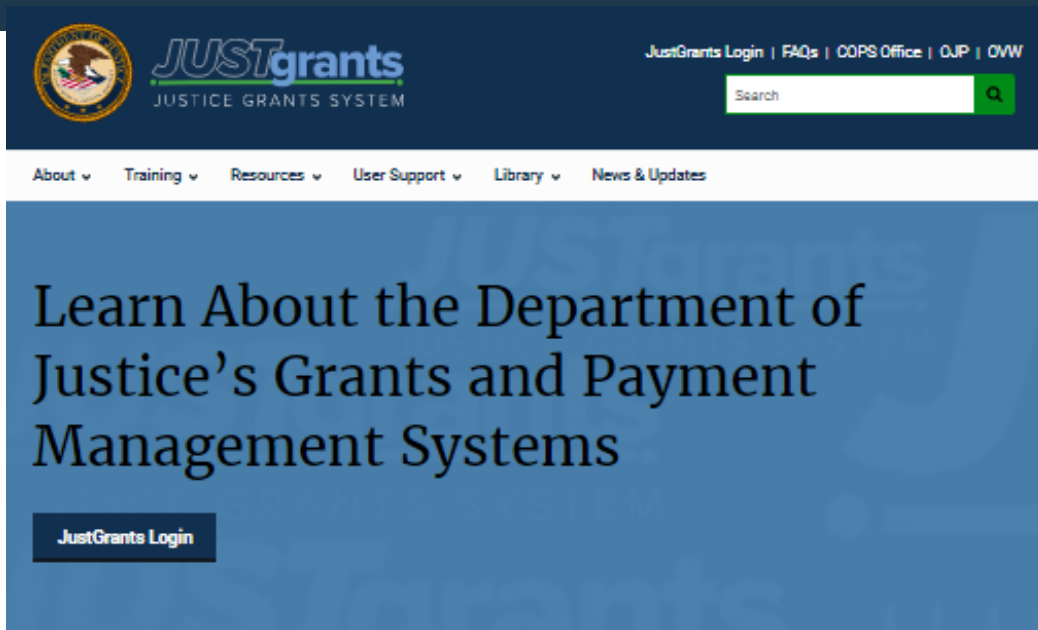 JUSTgrants
JUSTICE GRANTS SYSTEM
JustGrants Login | FAQs | COPS Office | OJP | OVW
Search
About
Training
Resources
User Support
Library
News & Updates
Learn About the Department of
Justice’s Grants and Payment
Management Systems
JustGrants Login